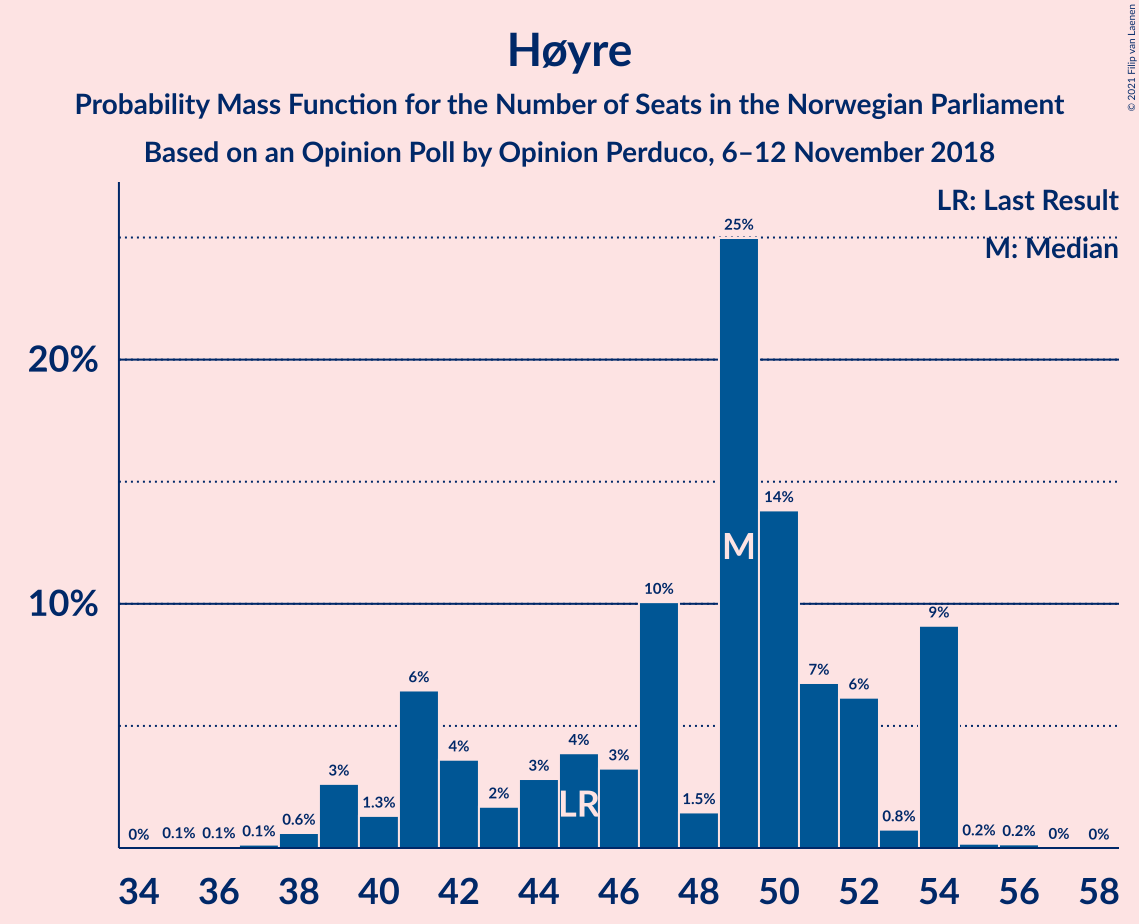 Høyre
Probability Mass Function for the Number of Seats in the Norwegian Parliament
Based on an Opinion Poll by Opinion Perduco, 6–12 November 2018
© 2021 Filip van Laenen
LR: Last Result
M: Median
25%
20%
14%
M
10%
10%
9%
7%
6%
6%
4%
4%
3%
3%
3%
2%
LR
1.5%
1.3%
0.8%
0.6%
0% 0.1% 0.1% 0.1%
0.2% 0.2% 0% 0%
34 36 38 40 42 44 46 48 50 52 54 56 58